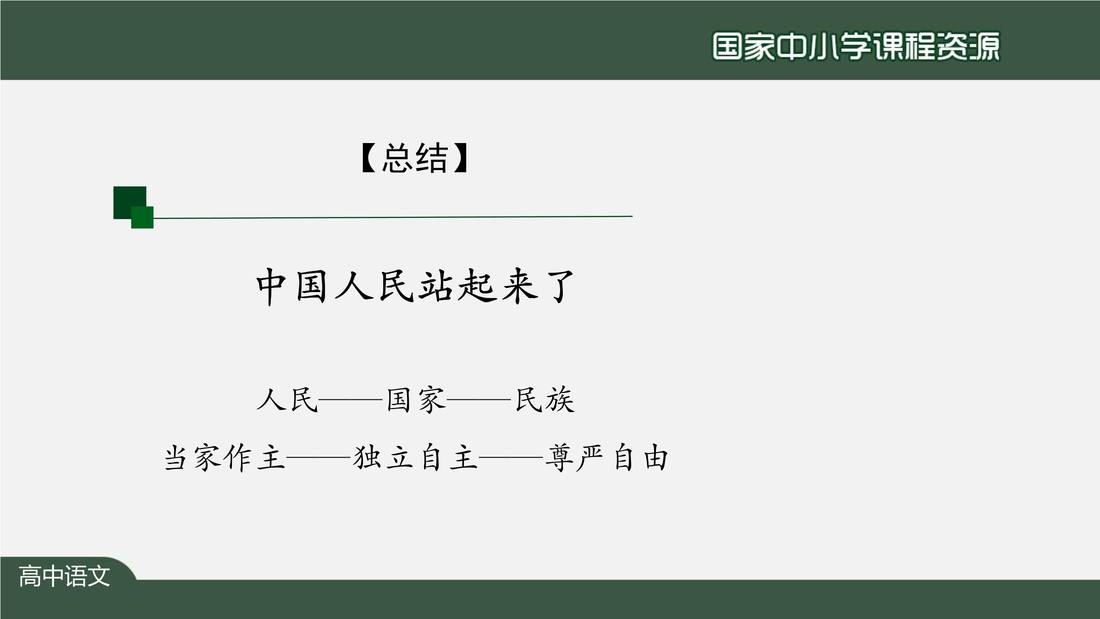 国家中小学课程资源
【总结】
中国人民站起来了
人民——国家——民族
当家作主——独立自主——尊严自由
高中语文